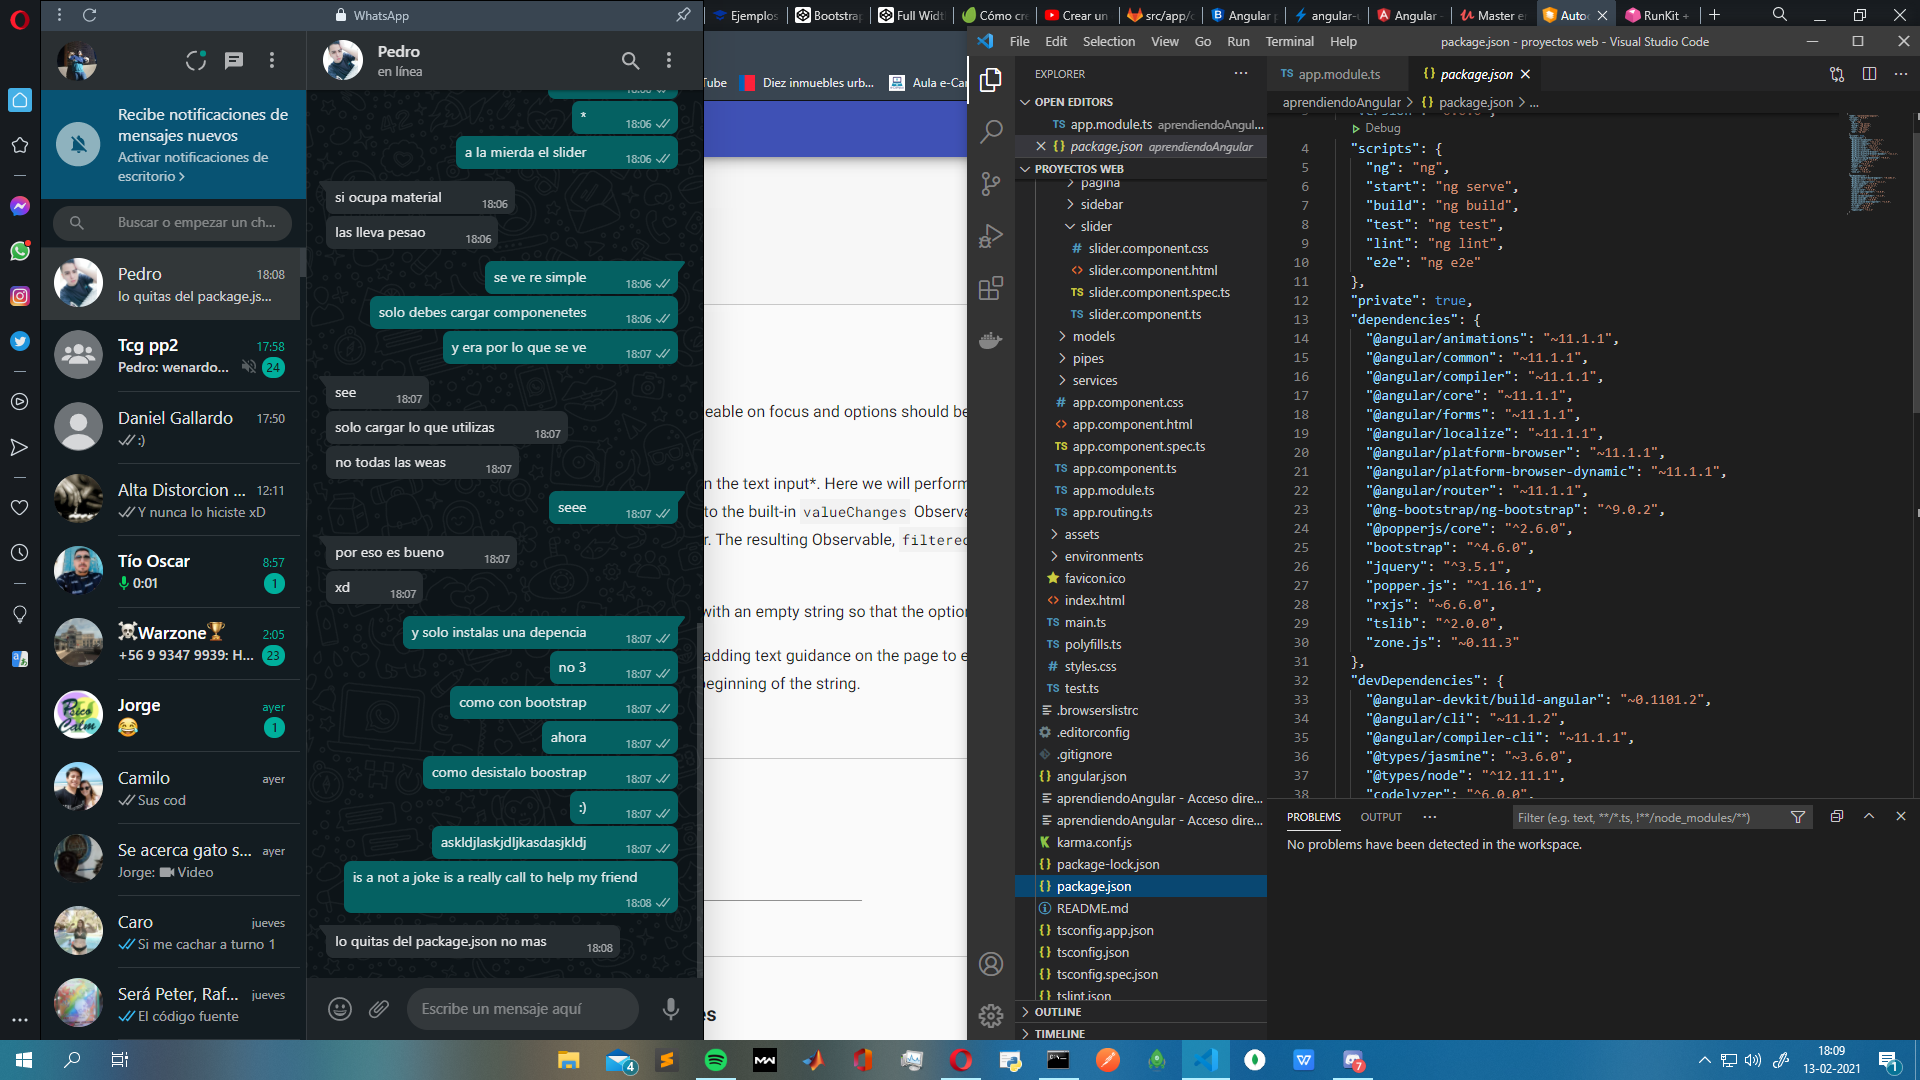 WhatsApp
Pedro
en línea
Recibe notificaciones de
mensajes nuevos
Activar notificaciones de
escritorio >
Buscar o empezar un ch...
Pedro 18:08
lo quitas del package.js...
Tcg pp2 17:58
Pedro: wenardo... 24
Daniel Gallardo 17:50
:)
Alta Distorcion ... 12:11
Y nunca lo hiciste xD
Tío Oscar 8:57
0:01 1
☠Warzone🏆 2:05
+56 9 9347 9939: H... 23
Jorge ayer
😂 1
Camilo ayer
Sus cod
Se acerca gato s... ayer
Jorge: Video
Caro jueves
Si me cachar a turno 1
Será Peter, Raf... jueves
El código fuente
* 18:06
a la mierda el slider 18:06
si ocupa material 18:06
las lleva pesao 18:06
se ve re simple 18:06
solo debes cargar componenetes 18:06
y era por lo que se ve 18:07
see 18:07
solo cargar lo que utilizas 18:07
no todas las weas 18:07
seee 18:07
por eso es bueno 18:07
xd 18:07
y solo instalas una depencia 18:07
no 3 18:07
como con bootstrap 18:07
ahora 18:07
como desistalo boostrap 18:07
:) 18:07
askldjlaskjdljkasdasjkldj 18:07
is a not a joke is a really call to help my friend
18:08
lo quitas del package.json no mas 18:08
Escribe un mensaje aquí
Ejemplos
Bootstrap
Full Widt
Cómo cre
Crear un
src/app/c
Angular p
angular-u
Angular -
Master e
Auto
RunKit +
Tube
Diez inmuebles urb...
Aula e-Ca
eable on focus and options should be
n the text input*. Here we will perform
to the built-in valueChanges Observa
r. The resulting Observable, filtered
with an empty string so that the option
adding text guidance on the page to e
beginning of the string.
es
File Edit Selection View Go Run Terminal Help
package.json - proyectos web - Visual Studio Code
EXPLORER
OPEN EDITORS
TS app.module.ts aprendiendoAngul...
{} package.json aprendiendoAngular
PROYECTOS WEB
pagina
sidebar
slider
# slider.component.css
<> slider.component.html
TS slider.component.spec.ts
TS slider.component.ts
models
pipes
services
# app.component.css
<> app.component.html
TS app.component.spec.ts
TS app.component.ts
TS app.module.ts
TS app.routing.ts
assets
environments
favicon.ico
<> index.html
TS main.ts
TS polyfills.ts
# styles.css
TS test.ts
.browserslistrc
.editorconfig
.gitignore
{} angular.json
aprendiendoAngular - Acceso dire...
aprendiendoAngular - Acceso dire...
karma.conf.js
{} package-lock.json
{} package.json
README.md
{} tsconfig.app.json
{} tsconfig.json
{} tsconfig.spec.json
tslint.json
OUTLINE
TIMELINE
TS app.module.ts
{} package.json
aprendiendoAngular > {} package.json > ...
Debug
4 "scripts": {
5 "ng": "ng",
6 "start": "ng serve",
7 "build": "ng build",
8 "test": "ng test",
9 "lint": "ng lint",
10 "e2e": "ng e2e"
11 },
12 "private": true,
13 "dependencies": {
14 "@angular/animations": "~11.1.1",
15 "@angular/common": "~11.1.1",
16 "@angular/compiler": "~11.1.1",
17 "@angular/core": "~11.1.1",
18 "@angular/forms": "~11.1.1",
19 "@angular/localize": "~11.1.1",
20 "@angular/platform-browser": "~11.1.1",
21 "@angular/platform-browser-dynamic": "~11.1.1",
22 "@angular/router": "~11.1.1",
23 "@ng-bootstrap/ng-bootstrap": "^9.0.2",
24 "@popperjs/core": "^2.6.0",
25 "bootstrap": "^4.6.0",
26 "jquery": "^3.5.1",
27 "popper.js": "^1.16.1",
28 "rxjs": "~6.6.0",
29 "tslib": "^2.0.0",
30 "zone.js": "~0.11.3"
31 },
32 "devDependencies": {
33 "@angular-devkit/build-angular": "~0.1101.2",
34 "@angular/cli": "~11.1.2",
35 "@angular/compiler-cli": "~11.1.1",
36 "@types/jasmine": "~3.6.0",
37 "@types/node": "^12.11.1",
38 "codelyzer": "^6.0.0",
PROBLEMS OUTPUT ...
Filter (e.g. text, **/*.ts, !**/node_modules/**)
No problems have been detected in the workspace.
4
7
18:09
13-02-2021
1